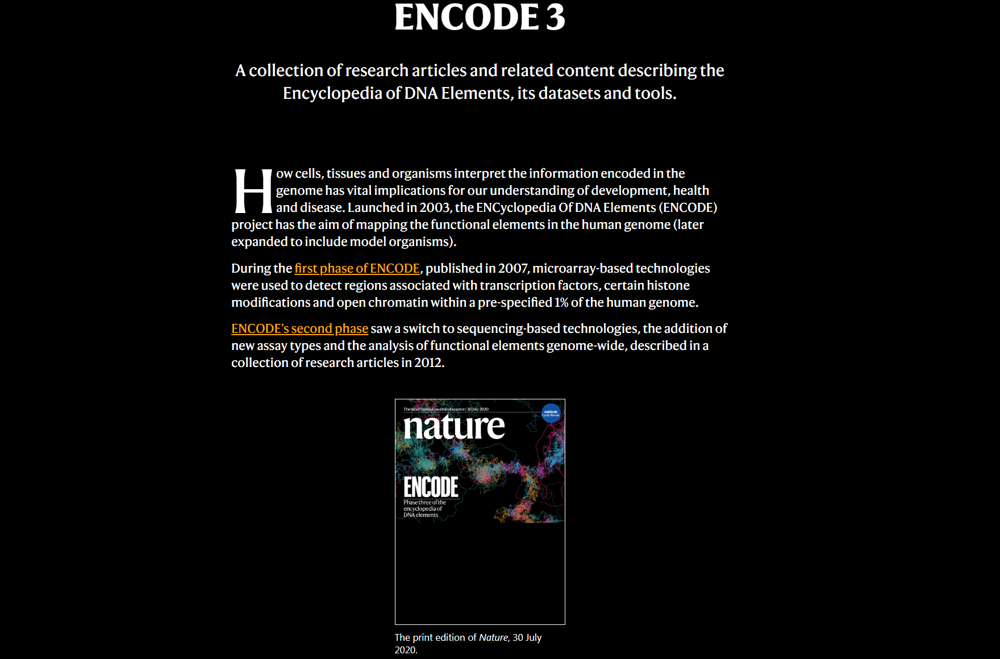 ENCODE 3
A collection of research articles and related content describing the
Encyclopedia of DNA Elements, its datasets and tools.
How cells, tissues and organisms interpret the information encoded in the
genome has vital implications for our understanding of development, health
and disease. Launched in 2003, the ENCyclopedia Of DNA Elements (ENCODE)
project has the aim of mapping the functional elements in the human genome (later
expanded to include model organisms).
During the first phase of ENCODE, published in 2007, microarray-based technologies
were used to detect regions associated with transcription factors, certain histone
modifications and open chromatin within a pre-specified 1% of the human genome.
ENCODE’s second phase saw a switch to sequencing-based technologies, the addition of
new assay types and the analysis of functional elements genome-wide, described in a
collection of research articles in 2012.
The international journal of science / 30 July 2020
outlook
Cystic fibrosis
nature
ENCODE
Phase three of the
encyclopedia of
DNA elements
The print edition of Nature, 30 July
2020.